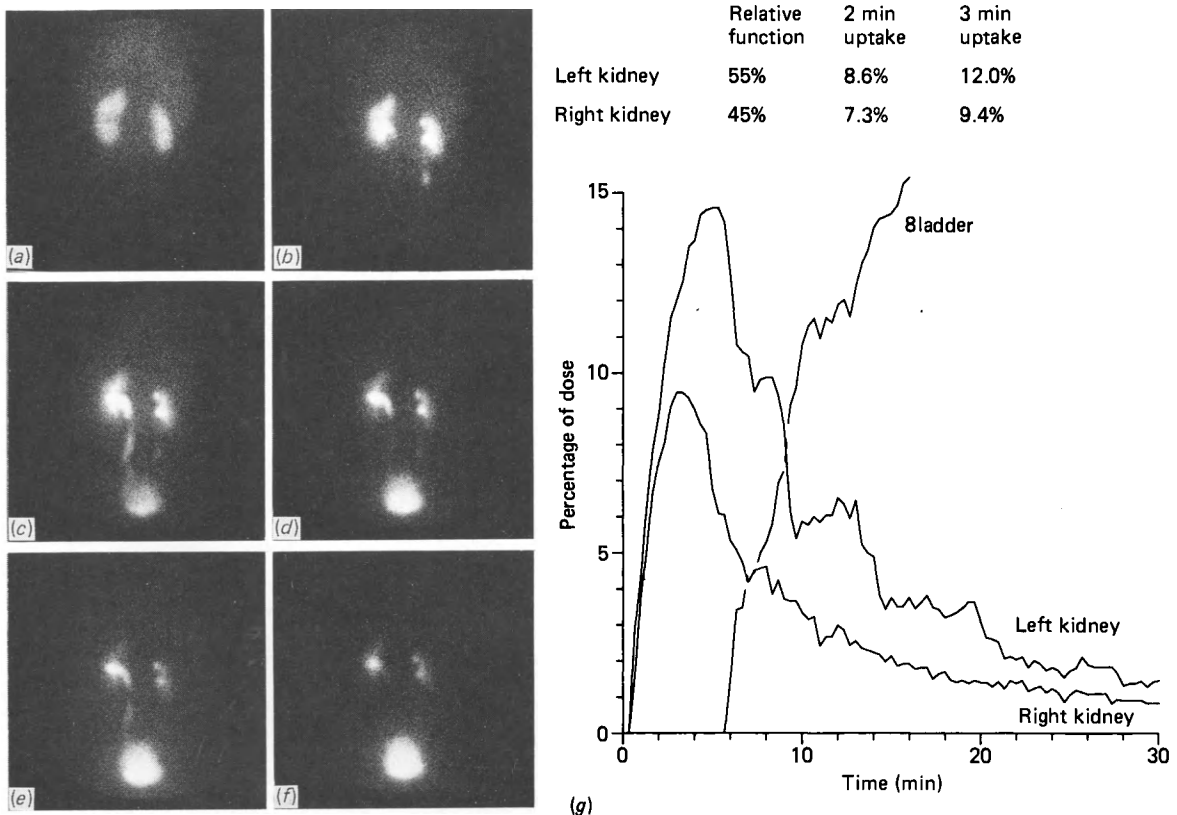 (a)
(b)
(c)
(d)
(e)
(f)
Relative function 2 min uptake 3 min uptake
Left kidney 55% 8.6% 12.0%
Right kidney 45% 7.3% 9.4%
15
10
5
0
Percentage of dose
8ladder
Left kidney
Right kidney
0 10 20 30
Time (min)
(g)